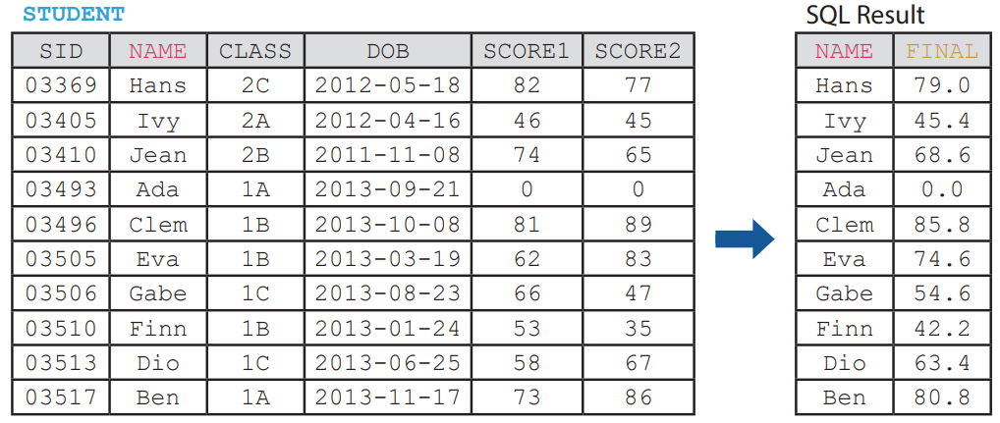 STUDENT SQL Result
SID NAME CLASS DOB SCORE1 SCORE2 NAME FINAL
03369 Hans 2C 2012-05-18 82 77 Hans 79.0
03405 Ivy 2A 2012-04-16 46 45 Ivy 45.4
03410 Jean 2B 2011-11-08 74 65 Jean 68.6
03493 Ada 1A 2013-09-21 0 0 Ada 0.0
03496 Clem 1B 2013-10-08 81 89 Clem 85.8
03505 Eva 1B 2013-03-19 62 83 Eva 74.6
03506 Gabe 1C 2013-08-23 66 47 Gabe 54.6
03510 Finn 1B 2013-01-24 53 35 Finn 42.2
03513 Dio 1C 2013-06-25 58 67 Dio 63.4
03517 Ben 1A 2013-11-17 73 86 Ben 80.8